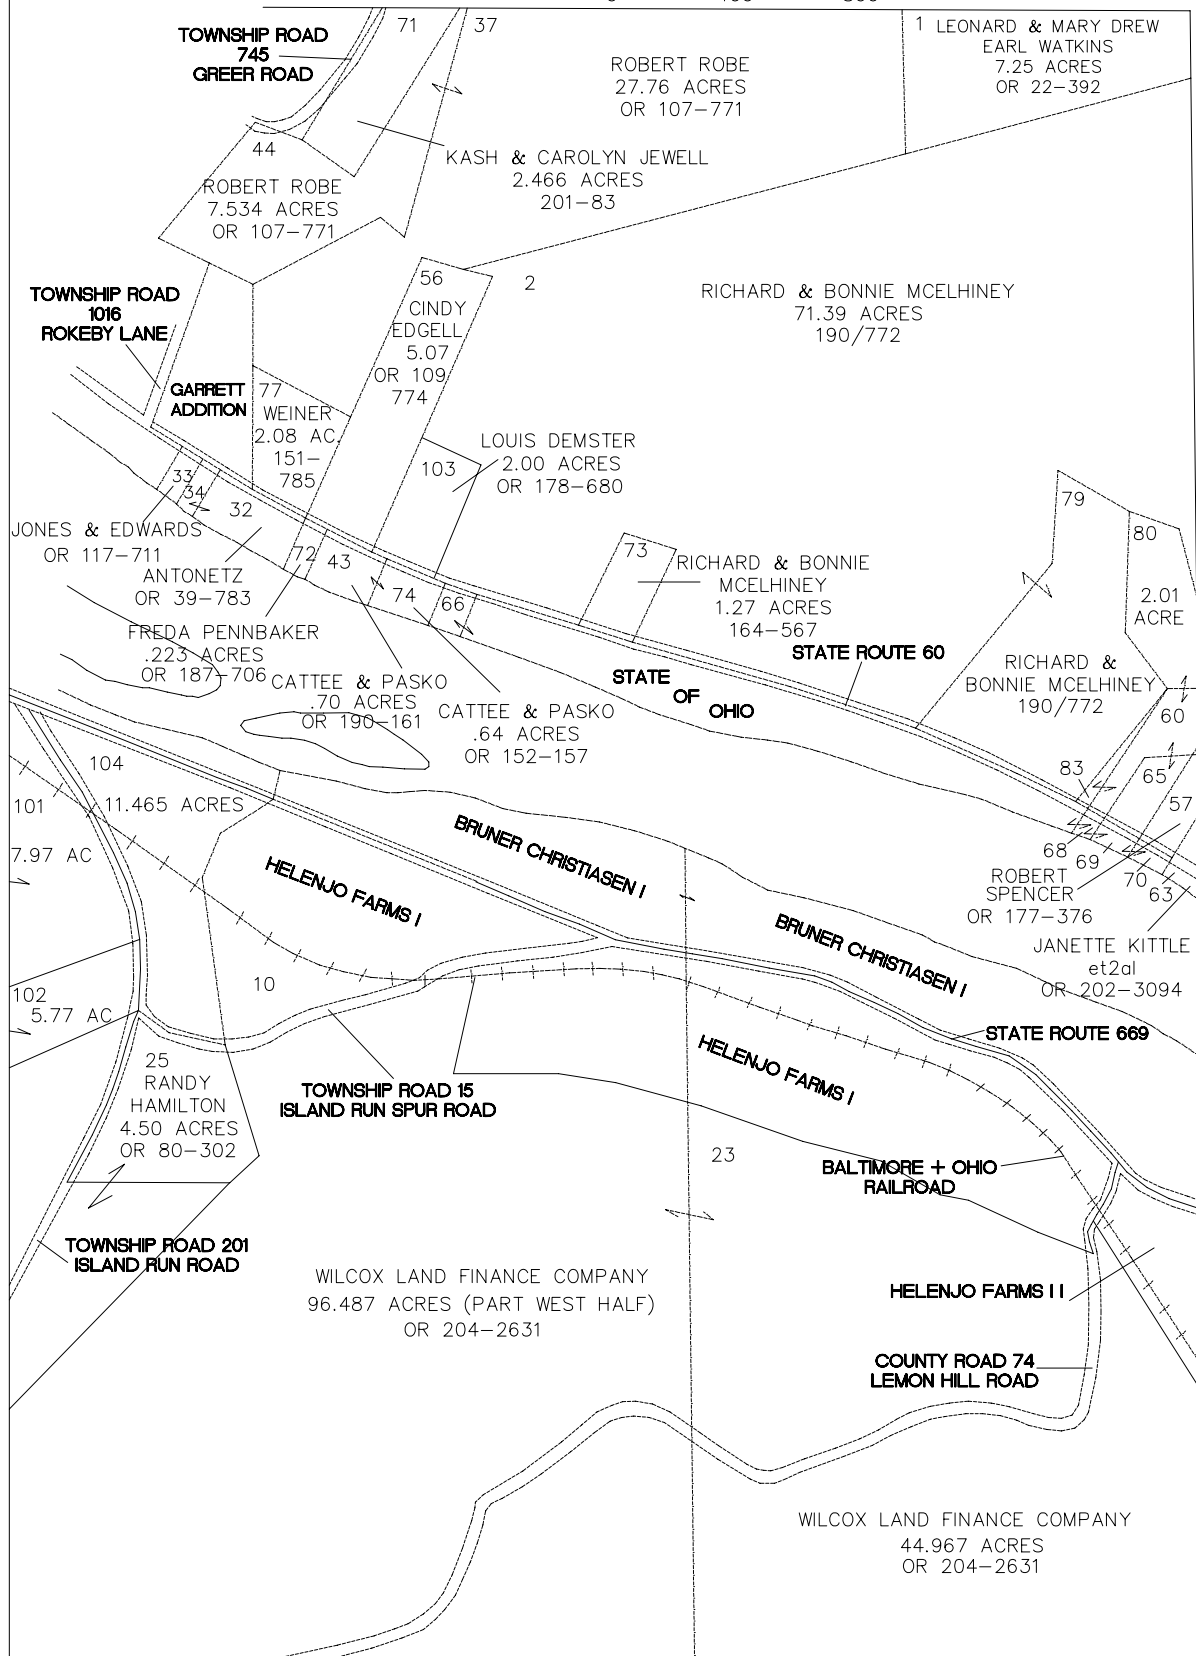 TOWNSHIP ROAD
745
GREER ROAD
71
37
ROBERT ROBE
27.76 ACRES
OR 107-771
1
LEONARD & MARY DREW
EARL WATKINS
7.25 ACRES
OR 22-392
44
KASH & CAROLYN JEWELL
2.466 ACRES
201-83
ROBERT ROBE
7.534 ACRES
OR 107-771
TOWNSHIP ROAD
1016
ROKEBY LANE
56
CINDY
EDGELL
5.07
OR 109
774
2
RICHARD & BONNIE MCELHINEY
71.39 ACRES
190/772
GARRETT
ADDITION
77
WEINER
2.08 AC.
151-
785
103
LOUIS DEMSTER
2.00 ACRES
OR 178-680
33
34
32
JONES & EDWARDS
OR 117-711
ANTONETZ
OR 39-783
72
43
74
66
73
RICHARD & BONNIE
MCELHINEY
1.27 ACRES
164-567
79
80
2.01
ACRE
FREDA PENNBAKER
.223 ACRES
OR 187-706
CATTEE & PASKO
.70 ACRES
OR 190-161
CATTEE & PASKO
.64 ACRES
OR 152-157
STATE
OF
OHIO
STATE ROUTE 60
RICHARD &
BONNIE MCELHINEY
190/772
60
104
11.465 ACRES
101
7.97 AC
83
65
57
68
69
70
63
ROBERT
SPENCER
OR 177-376
JANETTE KITTLE
et2al
OR 202-3094
BRUNER CHRISTIASEN I
HELENJO FARMS I
BRUNER CHRISTIASEN I
102
5.77 AC
10
STATE ROUTE 669
HELENJO FARMS I
25
RANDY
HAMILTON
4.50 ACRES
OR 80-302
TOWNSHIP ROAD 15
ISLAND RUN SPUR ROAD
23
BALTIMORE + OHIO
RAILROAD
TOWNSHIP ROAD 201
ISLAND RUN ROAD
WILCOX LAND FINANCE COMPANY
96.487 ACRES (PART WEST HALF)
OR 204-2631
HELENJO FARMS II
COUNTY ROAD 74
LEMON HILL ROAD
WILCOX LAND FINANCE COMPANY
44.967 ACRES
OR 204-2631